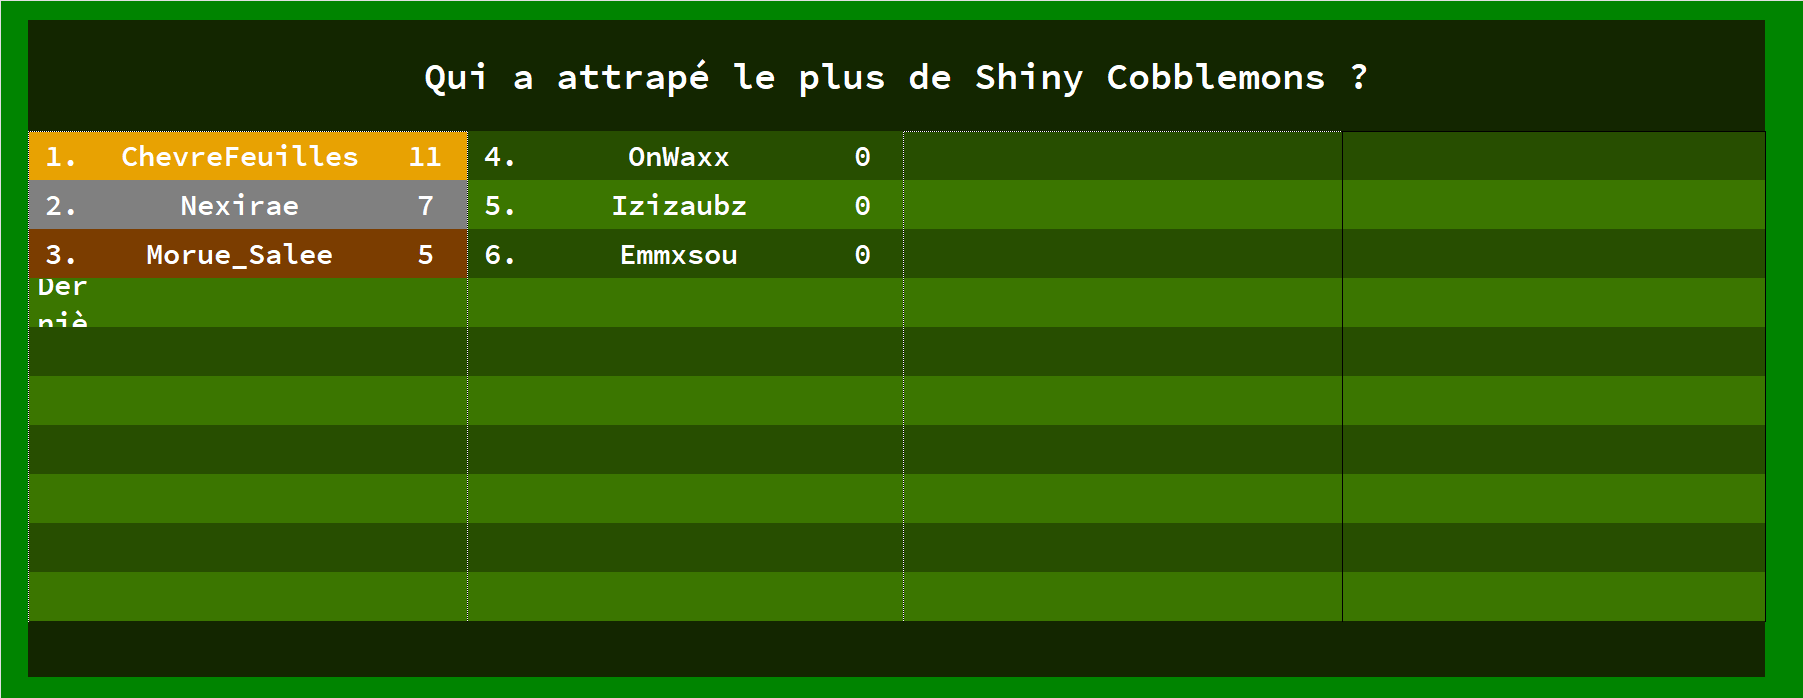 Qui a attrapé le plus de Shiny Cobblemons ?
1. ChevreFeuilles 11
2. Nexirae 7
3. Morue_Salee 5
Der
niè
4. OnWaxx 0
5. Izizaubz 0
6. Emmxsou 0